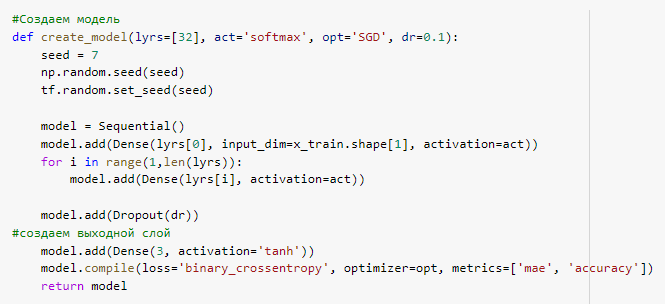 #Создаем модель
def create_model(lyrs=[32], act='softmax', opt='SGD', dr=0.1):
    seed = 7
    np.random.seed(seed)
    tf.random.set_seed(seed)

    model = Sequential()
    model.add(Dense(lyrs[0], input_dim=x_train.shape[1], activation=act))
    for i in range(1,len(lyrs)):
        model.add(Dense(lyrs[i], activation=act))

    model.add(Dropout(dr))
#создаем выходной слой
    model.add(Dense(3, activation='tanh'))
    model.compile(loss='binary_crossentropy', optimizer=opt, metrics=['mae', 'accuracy'])
    return model